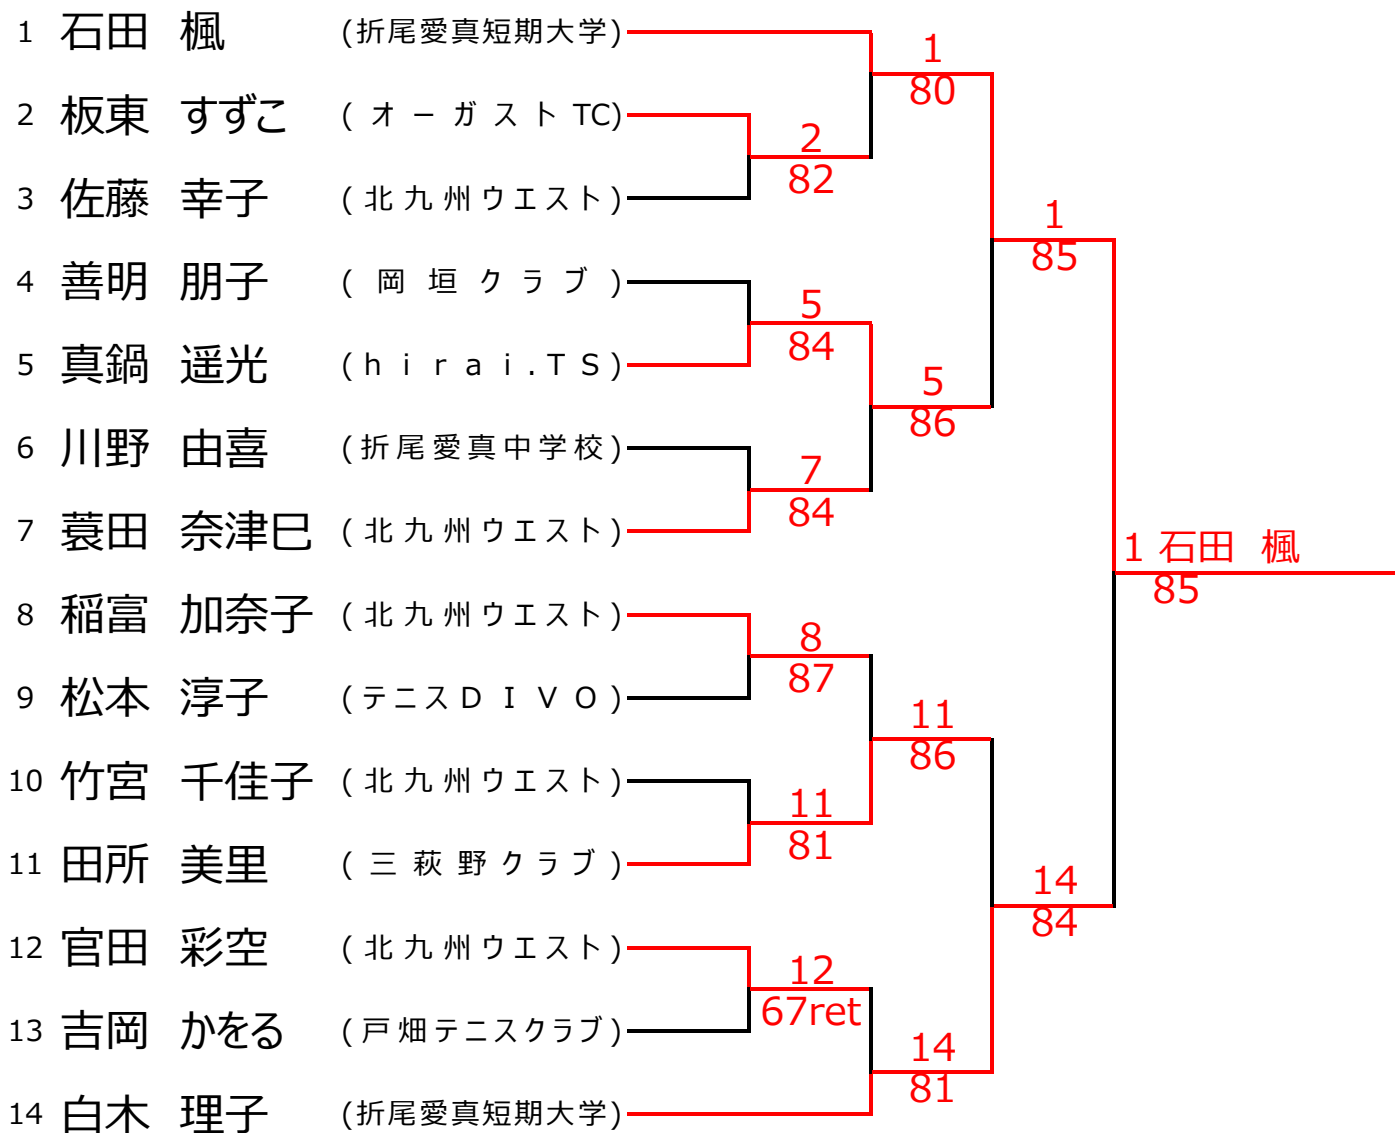 1 石田 楓 (折尾愛真短期大学)
1
80
2 板東 すずこ (オーガストTC)
2
82
3 佐藤 幸子 (北九州ウエスト)
1
85
4 善明 朋子 (岡垣クラブ)
5
84
5 真鍋 遥光 (hirai.TS)
5
86
6 川野 由喜 (折尾愛真中学校)
7
84
7 蓑田 奈津巳 (北九州ウエスト)
1 石田 楓
85
8 稲富 加奈子 (北九州ウエスト)
8
87
9 松本 淳子 (テニスDIVO)
11
86
10 竹宮 千佳子 (北九州ウエスト)
11
81
11 田所 美里 (三萩野クラブ)
14
84
12 官田 彩空 (北九州ウエスト)
12
67ret
13 吉岡 かをる (戸畑テニスクラブ)
14
81
14 白木 理子 (折尾愛真短期大学)